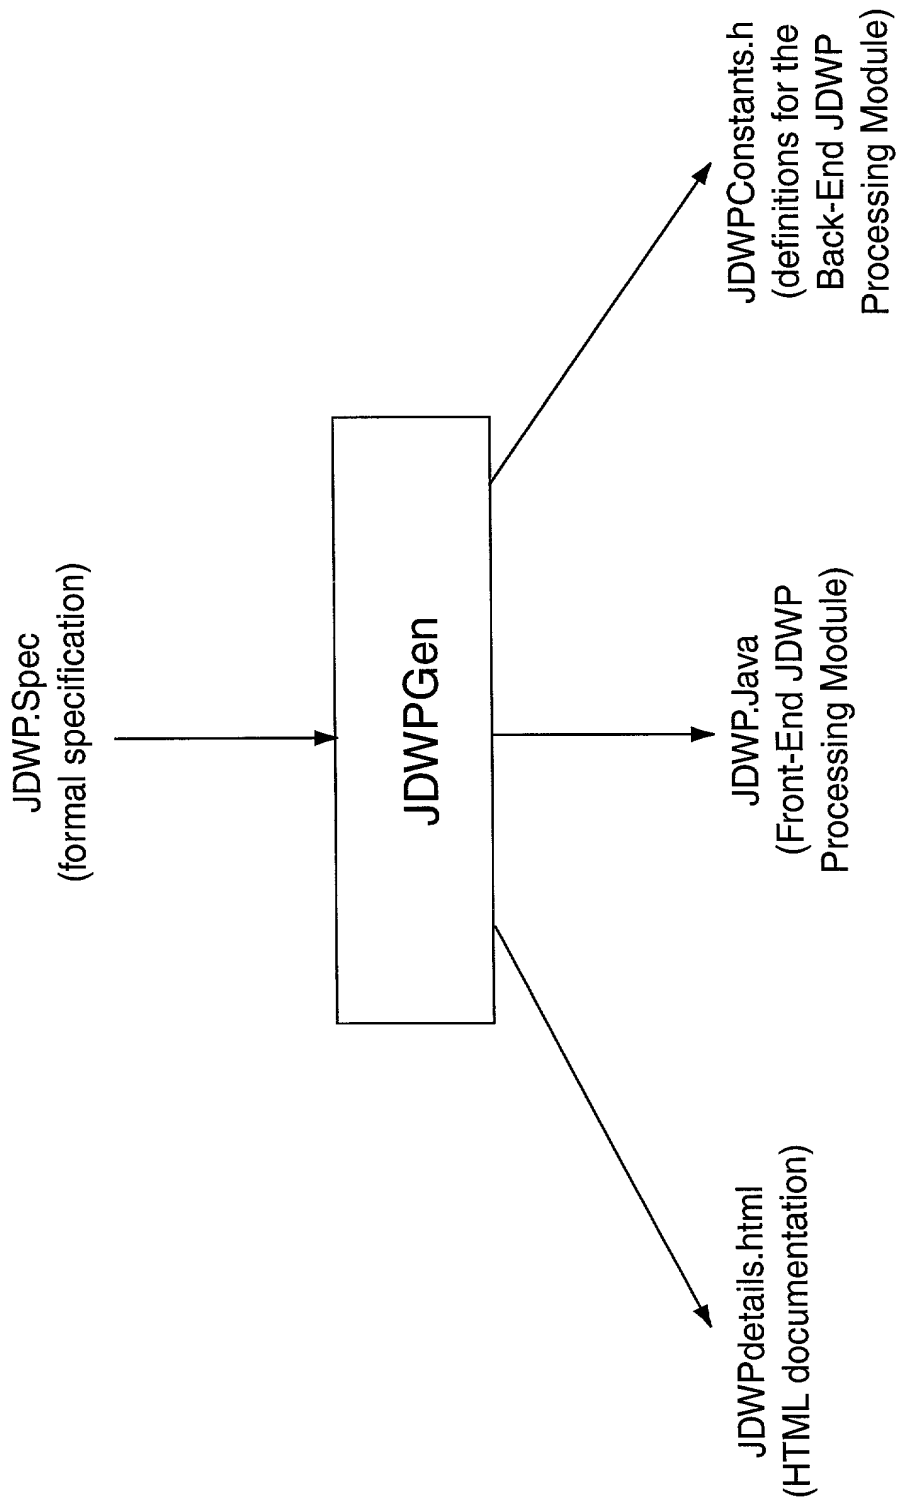 JDWP.Spec
(formal specification)
JDWPGen
JDWPdetails.html
(HTML documentation)
JDWP.Java
(Front-End JDWP
Processing Module)
JDWPConstants.h
(definitions for the
Back-End JDWP
Processing Module)